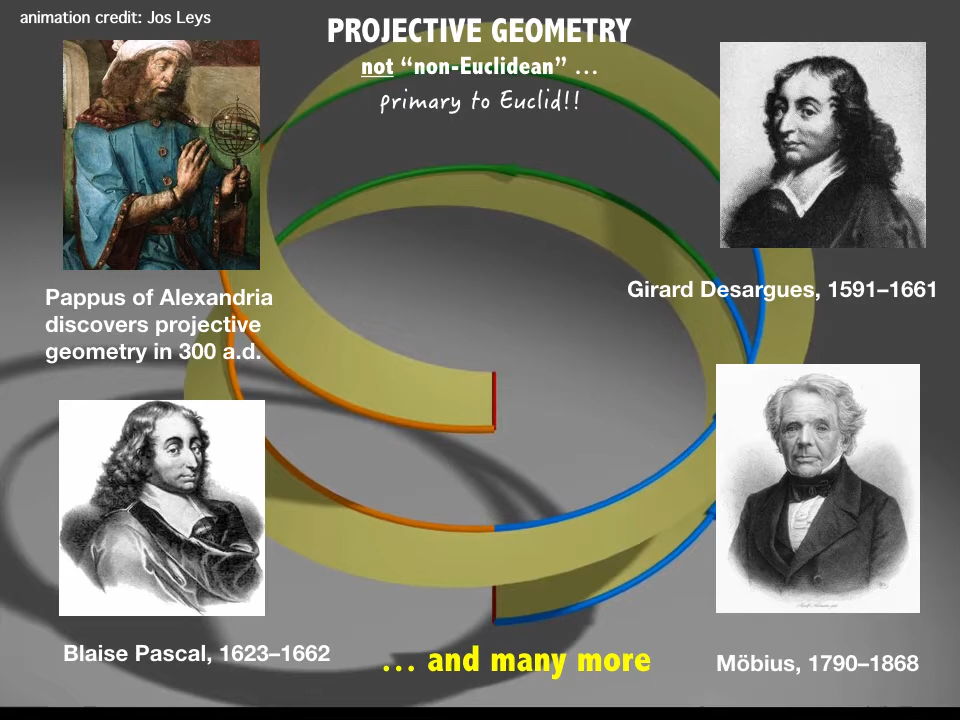 animation credit: Jos Leys
PROJECTIVE GEOMETRY
not “non-Euclidean” …
primary to Euclid!!
Pappus of Alexandria
discovers projective
geometry in 300 a.d.
Girard Desargues, 1591–1661
Blaise Pascal, 1623–1662
… and many more
Möbius, 1790–1868